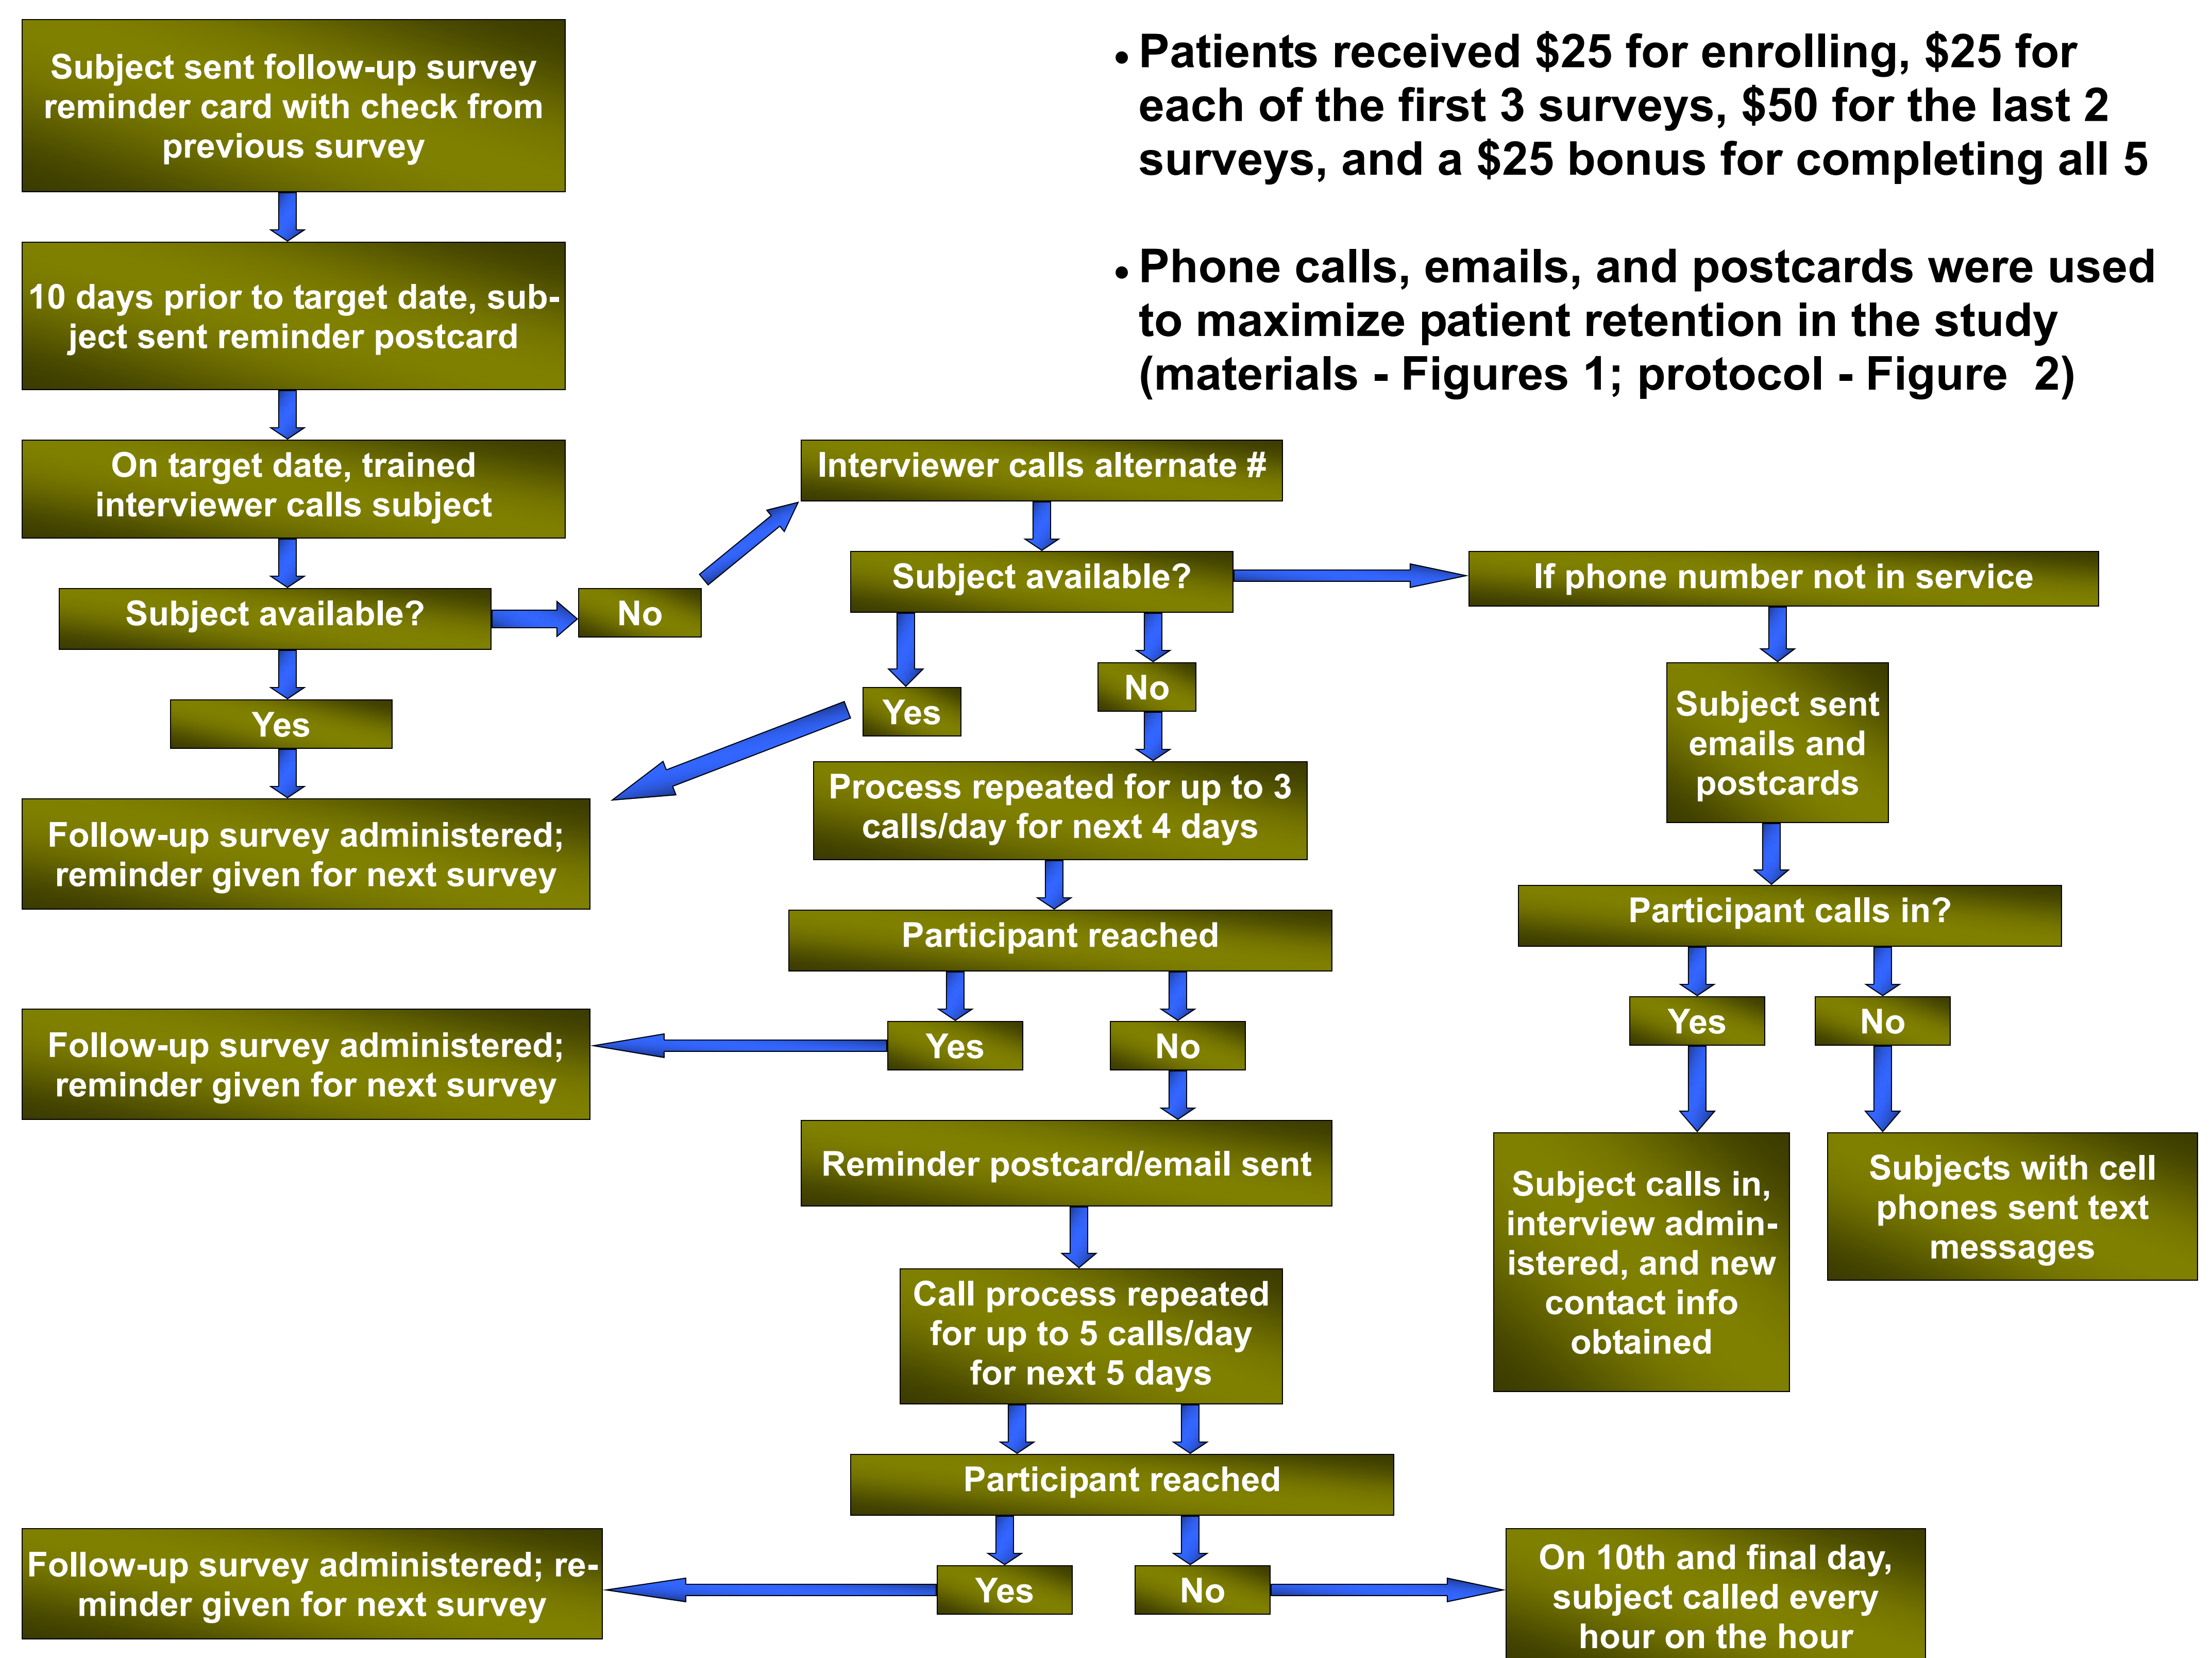 Subject sent follow-up survey
reminder card with check from
previous survey
• Patients received $25 for enrolling, $25 for
each of the first 3 surveys, $50 for the last 2
surveys, and a $25 bonus for completing all 5
• Phone calls, emails, and postcards were used
to maximize patient retention in the study
(materials - Figures 1; protocol - Figure  2)
10 days prior to target date, sub-
ject sent reminder postcard
On target date, trained
interviewer calls subject
Subject available?
No
Yes
Follow-up survey administered;
reminder given for next survey
Interviewer calls alternate #
Subject available?
Yes
No
Process repeated for up to 3
calls/day for next 4 days
Participant reached
Yes
No
Follow-up survey administered;
reminder given for next survey
Reminder postcard/email sent
Call process repeated
for up to 5 calls/day
for next 5 days
Participant reached
Yes
No
Follow-up survey administered; re-
minder given for next survey
On 10th and final day,
subject called every
hour on the hour
If phone number not in service
Subject sent
emails and
postcards
Participant calls in?
Yes
No
Subject calls in,
interview admin-
istered, and new
contact info
obtained
Subjects with cell
phones sent text
messages